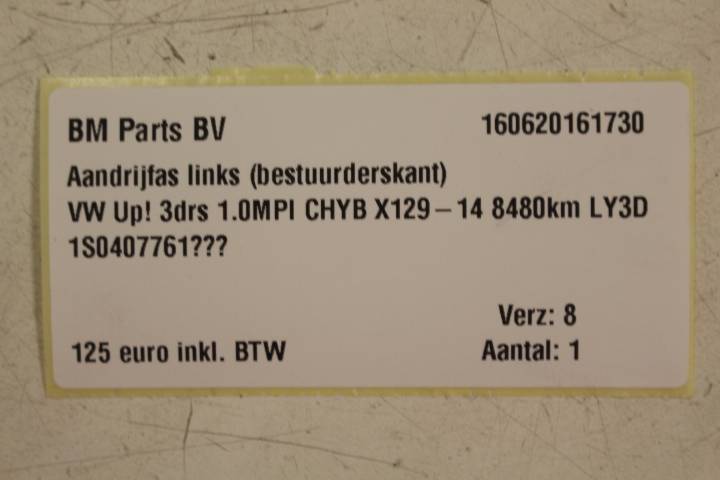 BM Parts BV 160620161730
Aandrijfas links (bestuurderskant)
VW Up! 3drs 1.0MPI CHYB X129-14 8480km LY3D
1S0407761???
Verz: 8
125 euro inkl. BTW Aantal: 1